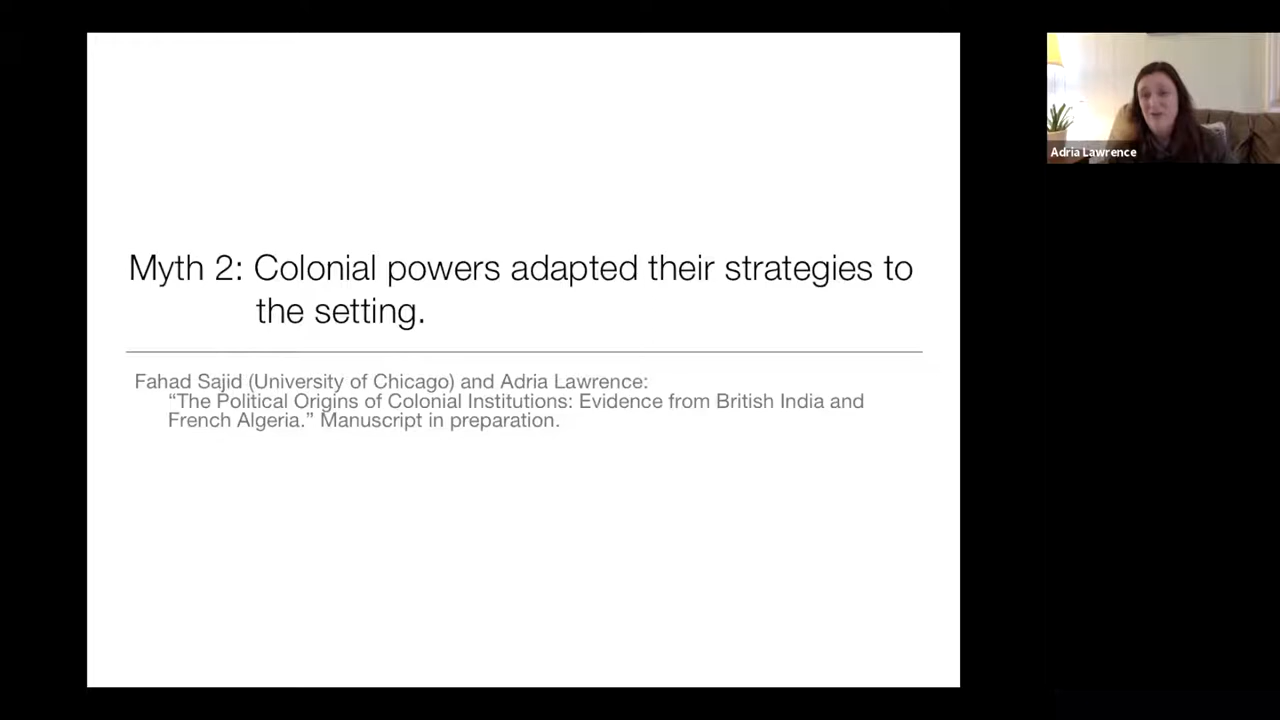 Myth 2: Colonial powers adapted their strategies to
the setting.
Fahad Sajid (University of Chicago) and Adria Lawrence:
“The Political Origins of Colonial Institutions: Evidence from British India and
French Algeria.” Manuscript in preparation.
Adria Lawrence